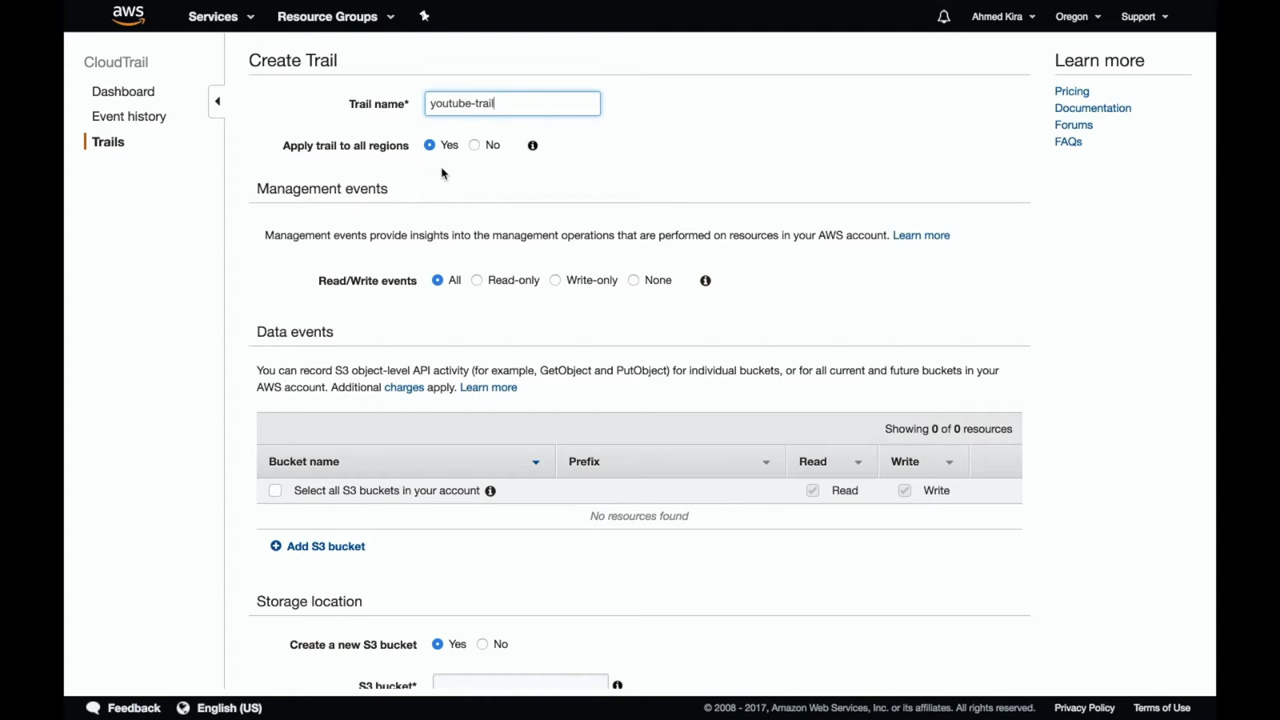 aws Services Resource Groups Ahmed Kira Oregon Support
CloudTrail
Dashboard
Event history
Trails
Create Trail
Trail name* youtube-trail
Apply trail to all regions Yes No
Management events
Management events provide insights into the management operations that are performed on resources in your AWS account. Learn more
Read/Write events All Read-only Write-only None
Data events
You can record S3 object-level API activity (for example, GetObject and PutObject) for individual buckets, or for all current and future buckets in your
AWS account. Additional charges apply. Learn more
Showing 0 of 0 resources
Bucket name Prefix Read Write
Select all S3 buckets in your account Read Write
No resources found
Add S3 bucket
Storage location
Create a new S3 bucket Yes No
S3 bucket*
Learn more
Pricing
Documentation
Forums
FAQs
Feedback English (US) © 2008 - 2017, Amazon Web Services, Inc. or its affiliates. All rights reserved. Privacy Policy Terms of Use